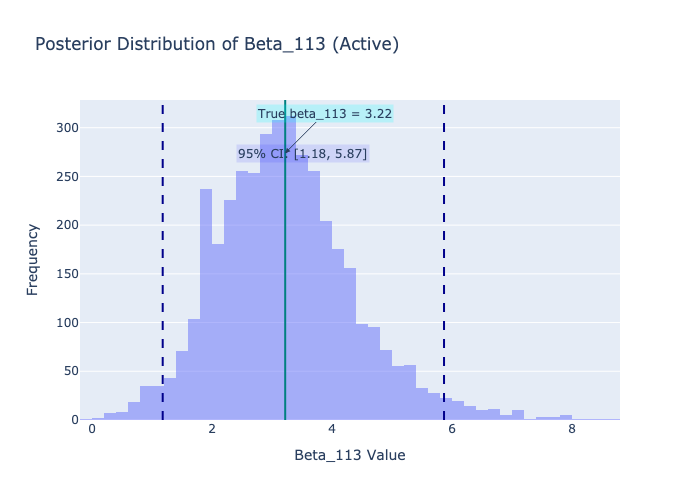 Posterior Distribution of Beta_113 (Active)
True beta_113 = 3.22
95% CI: [1.18, 5.87]
300
250
200
150
100
50
0
Frequency
0 2 4 6 8
Beta_113 Value